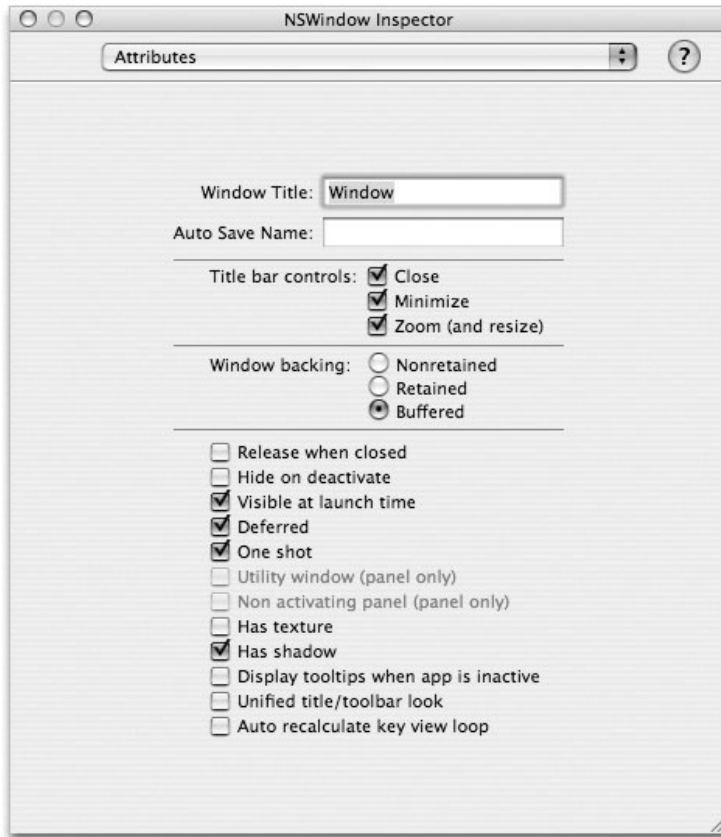 NSWindow Inspector
Attributes
?
Window Title: Window
Auto Save Name:
Title bar controls: Close
Minimize
Zoom (and resize)
Window backing: Nonretained
Retained
Buffered
Release when closed
Hide on deactivate
Visible at launch time
Deferred
One shot
Utility window (panel only)
Non activating panel (panel only)
Has texture
Has shadow
Display tooltips when app is inactive
Unified title/toolbar look
Auto recalculate key view loop